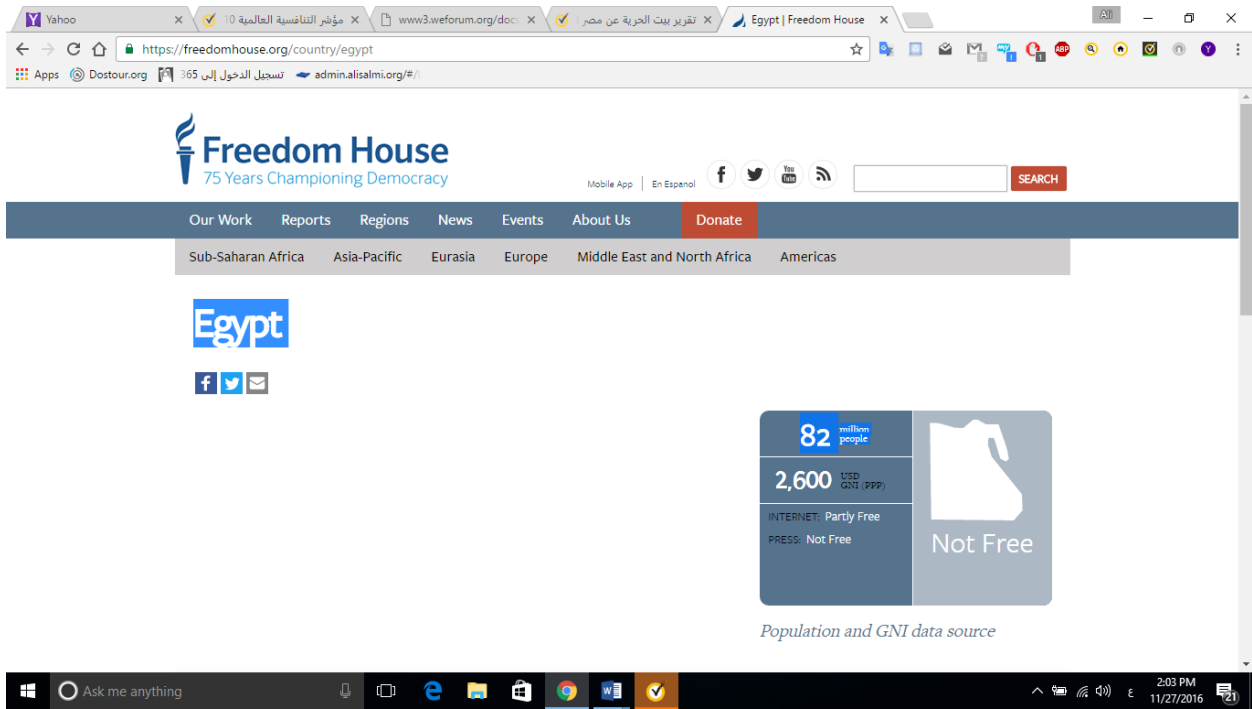 Yahoo
مؤشر التنافسية العالمية 10
www3.weforum.org/docs
تقرير بيت الحرية عن مصر
Egypt | Freedom House
Ali
https://freedomhouse.org/country/egypt
Apps
Dostour.org
تسجيل الدخول إلى 365
admin.alisalmi.org/#/
Freedom House
75 Years Championing Democracy
Mobile App
En Espanol
You Tube
SEARCH
Our Work Reports Regions News Events About Us Donate
Sub-Saharan Africa Asia-Pacific Eurasia Europe Middle East and North Africa Americas
Egypt
82 million people
2,600 USD GNI (PPP)
INTERNET: Partly Free
PRESS: Not Free
Not Free
Population and GNI data source
Ask me anything
ع
2:03 PM
11/27/2016
21